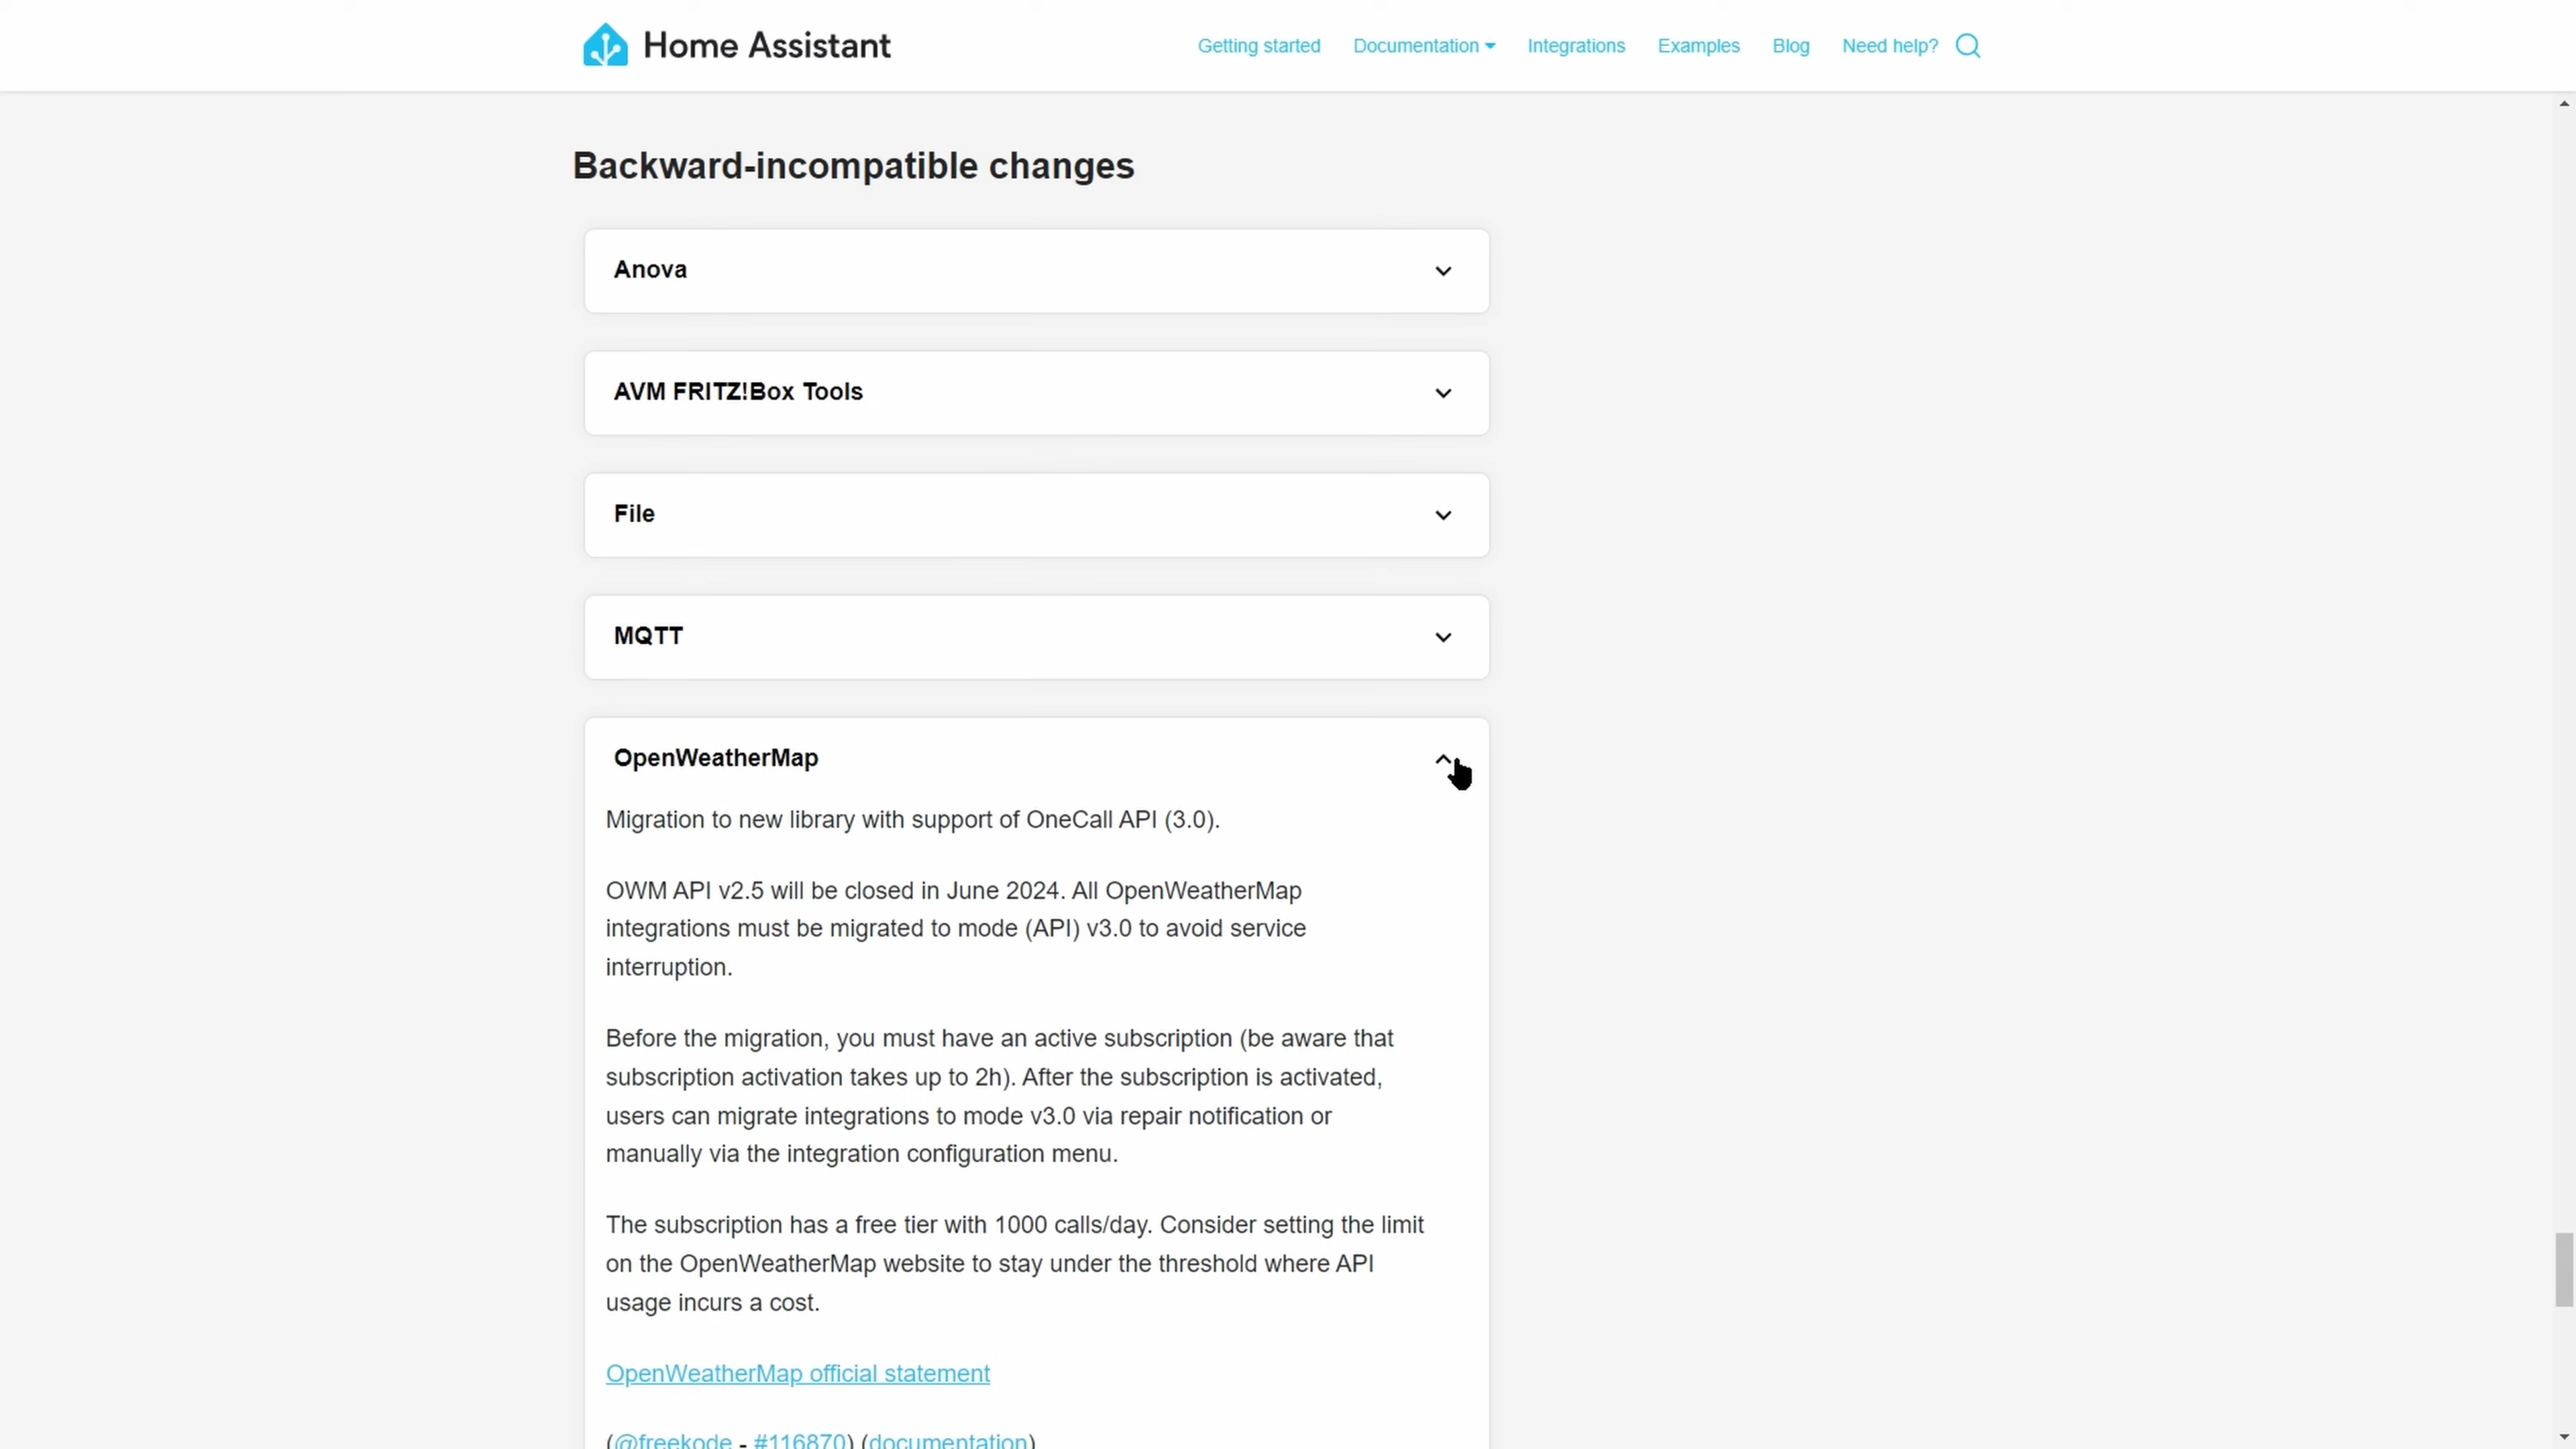 Home Assistant
Getting started Documentation Integrations Examples Blog Need help?
Backward-incompatible changes
Anova
AVM FRITZ!Box Tools
File
MQTT
OpenWeatherMap
Migration to new library with support of OneCall API (3.0).
OWM API v2.5 will be closed in June 2024. All OpenWeatherMap
integrations must be migrated to mode (API) v3.0 to avoid service
interruption.
Before the migration, you must have an active subscription (be aware that
subscription activation takes up to 2h). After the subscription is activated,
users can migrate integrations to mode v3.0 via repair notification or
manually via the integration configuration menu.
The subscription has a free tier with 1000 calls/day. Consider setting the limit
on the OpenWeatherMap website to stay under the threshold where API
usage incurs a cost.
OpenWeatherMap official statement
(@freekode - #116870) (documentation)